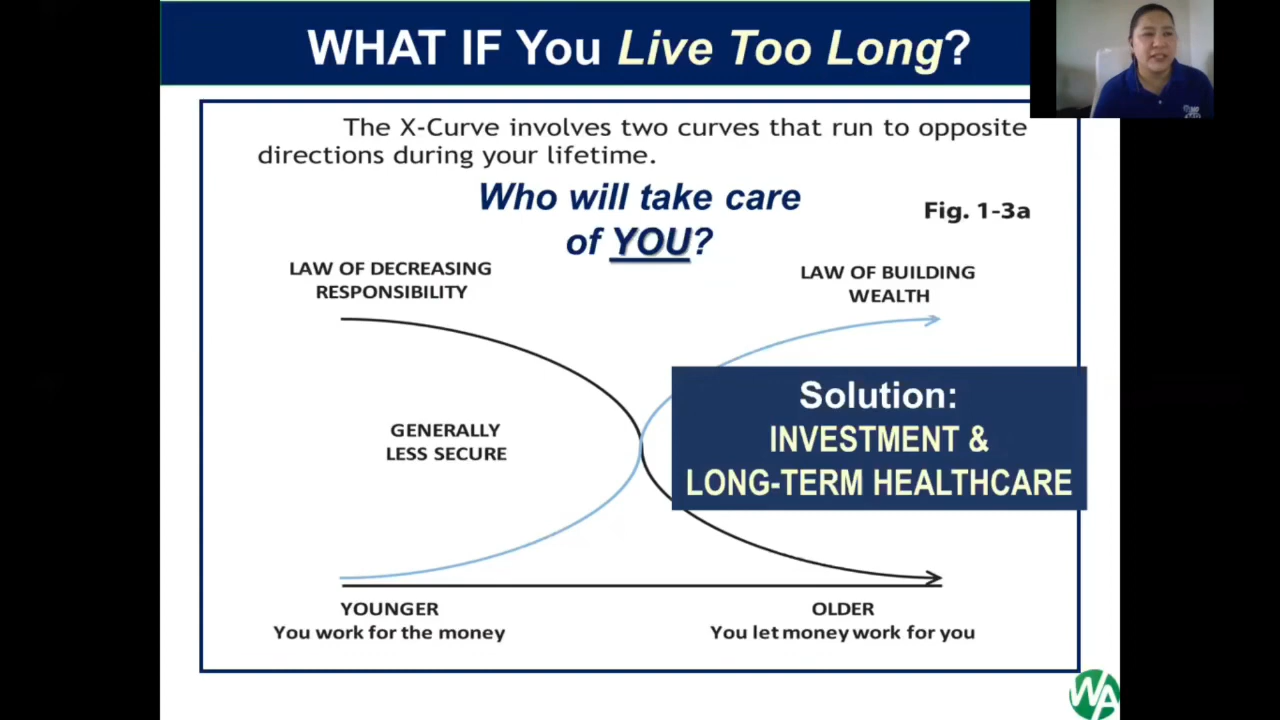 WHAT IF You Live Too Long?
The X-Curve involves two curves that run to opposite
directions during your lifetime.
Who will take care
of YOU?
Fig. 1-3a
LAW OF DECREASING
RESPONSIBILITY
LAW OF BUILDING
WEALTH
GENERALLY
LESS SECURE
Solution:
INVESTMENT &
LONG-TERM HEALTHCARE
YOUNGER
You work for the money
OLDER
You let money work for you
WA